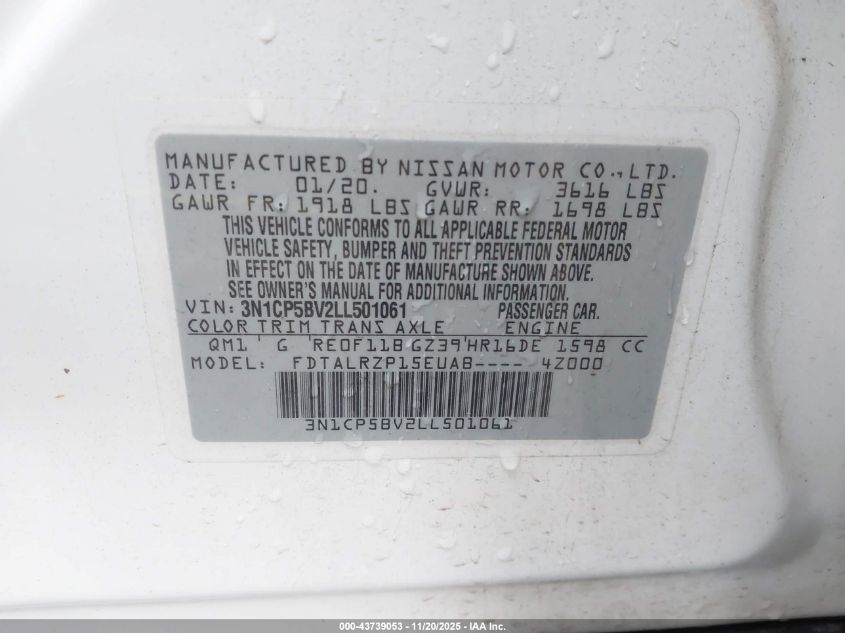 MANUFACTURED BY NISSAN MOTOR CO.,LTD.
DATE: 01/20. GVWR: 3616 LBS
GAWR FR: 1918 LBS GAWR RR: 1698 LBS
THIS VEHICLE CONFORMS TO ALL APPLICABLE FEDERAL MOTOR
VEHICLE SAFETY, BUMPER AND THEFT PREVENTION STANDARDS
IN EFFECT ON THE DATE OF MANUFACTURE SHOWN ABOVE.
SEE OWNER'S MANUAL FOR ADDITIONAL INFORMATION.
VIN: 3N1CP5BV2LL501061 PASSENGER CAR.
COLOR TRIM TRANS AXLE ENGINE
QM1 ' G 'RE0F11B GZ39'HR16DE 1598 CC
MODEL: FDTALRZP15EUAB---- 4Z000
3N1CP5BV2LL501061
000-43739053 - 11/20/2025 - IAA Inc.